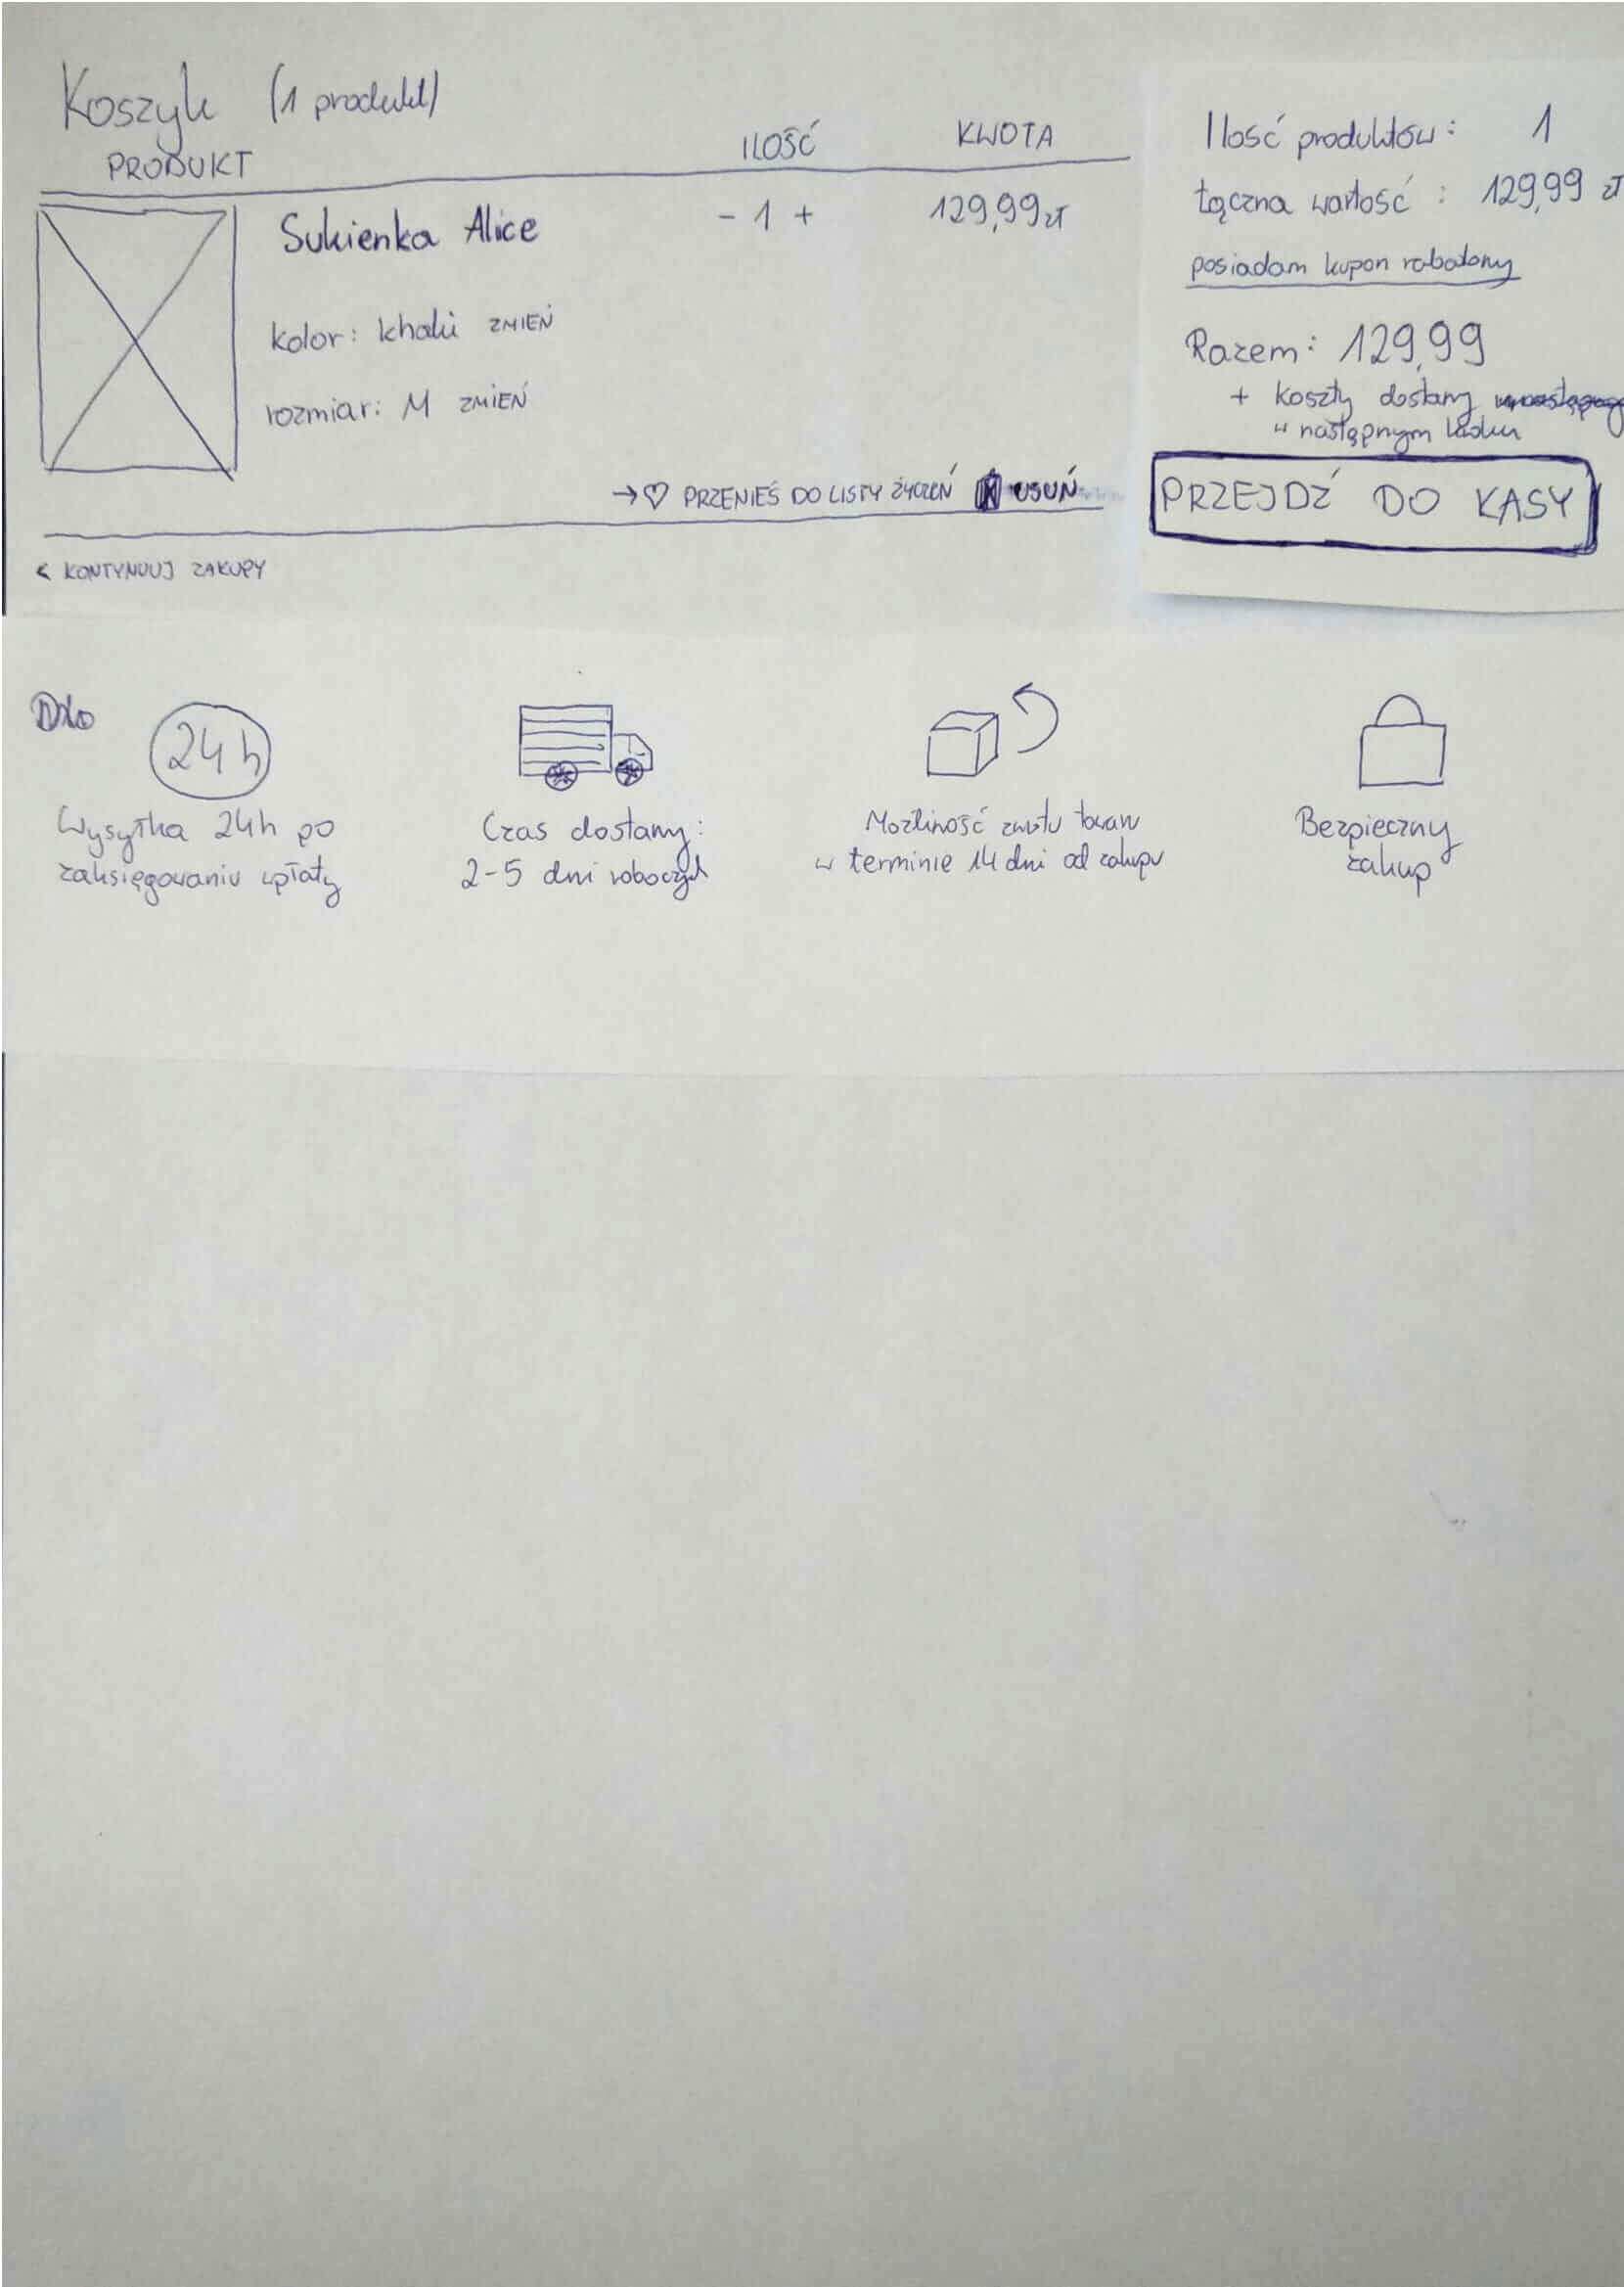 Koszyk (1 produkt)
PRODUKT ILOŚĆ KWOTA
Sukienka Alice - 1 + 129,99 zł
kolor: khaki ZMIEŃ
rozmiar: M ZMIEŃ
→♡ PRZENIEŚ DO LISTY ŻYCZEŃ USUŃ
< KONTYNUUJ ZAKUPY
Ilość produktów: 1
Łączna wartość: 129,99 zł
posiadam kupon rabatowy
Razem: 129,99
+ koszty dostawy
w następnym kroku
PRZEJDŹ DO KASY
24 h
Wysyłka 24h po
zaksięgowaniu wpłaty
Czas dostawy:
2-5 dni roboczych
Możliwość zwrotu towaru
w terminie 14 dni od zakupu
Bezpieczny
zakup